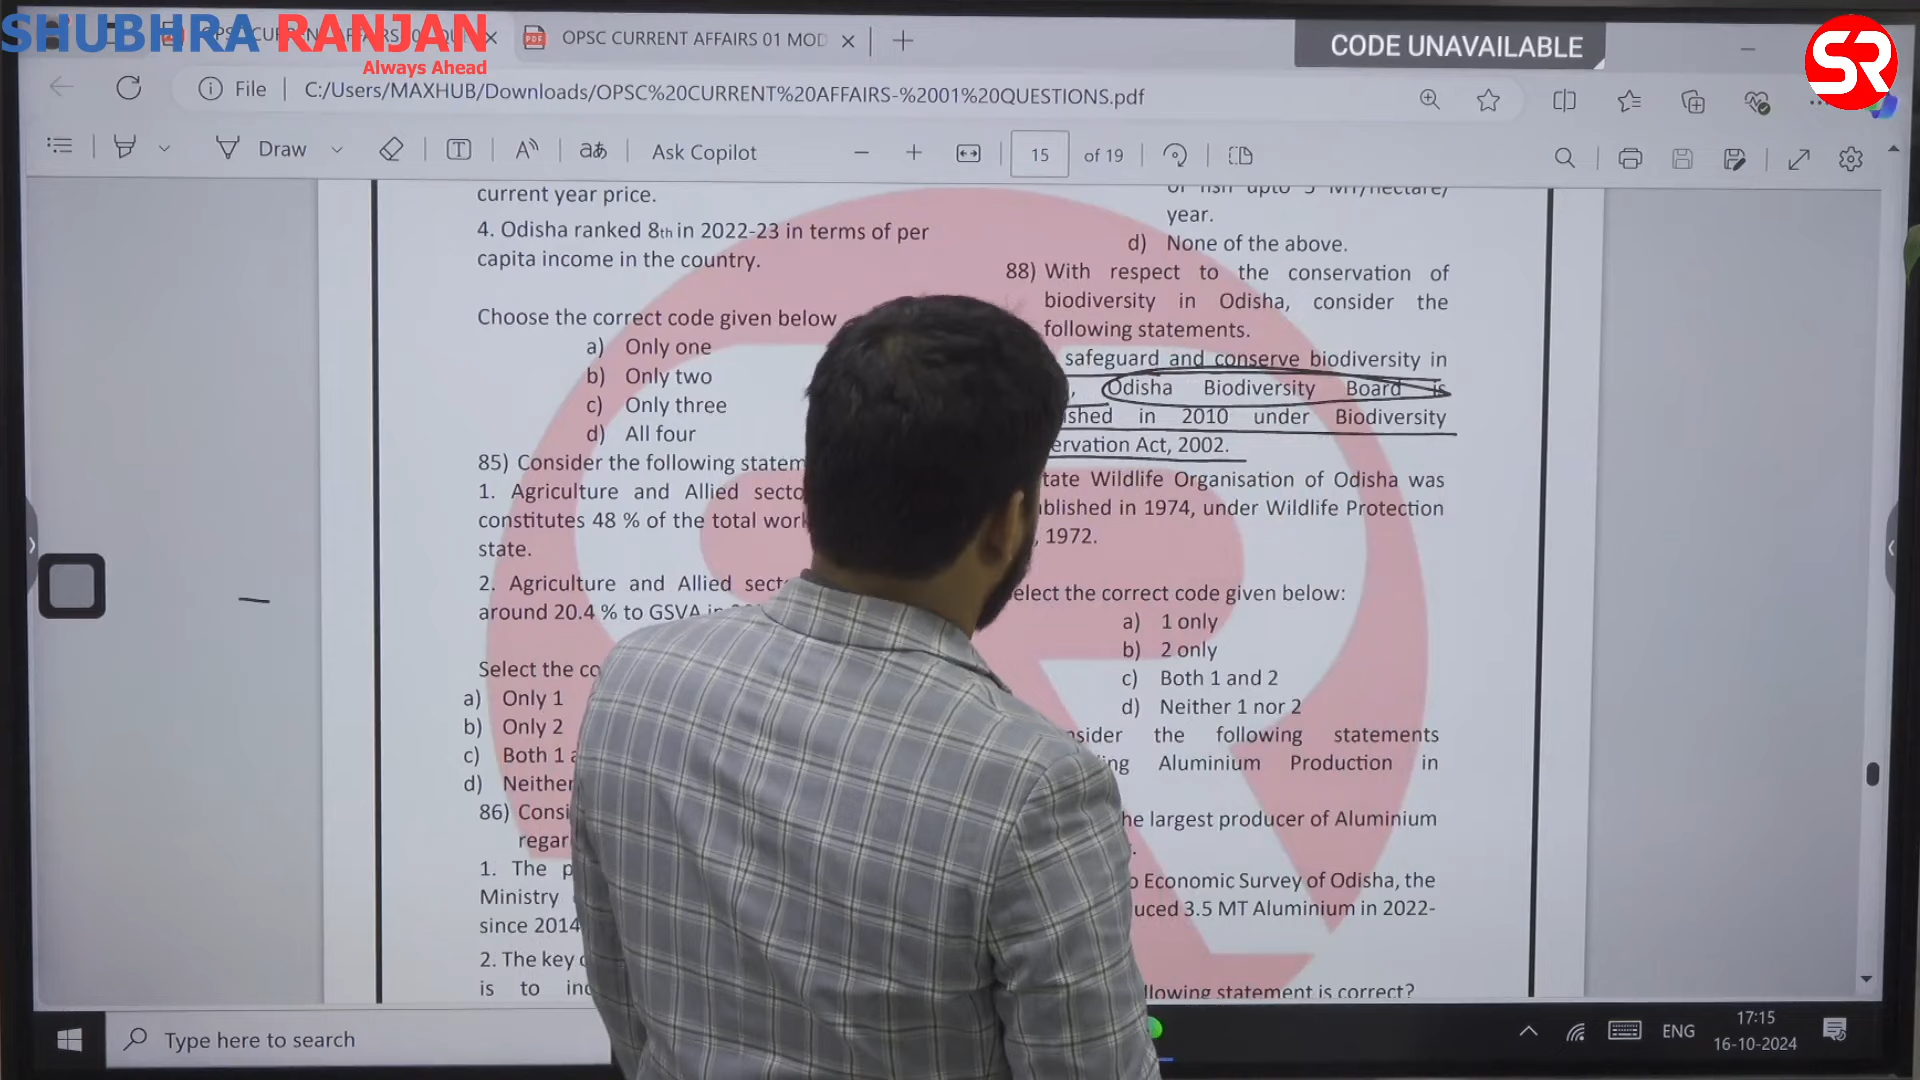 SHUBHRA RANJAN
Always Ahead
OPSC CURRENT AFFAIRS 01 MOD
CODE UNAVAILABLE
SR
File
C:/Users/MAXHUB/Downloads/OPSC%20CURRENT%20AFFAIRS-%2001%20QUESTIONS.pdf
Draw
Ask Copilot
15 of 19
current year price.
4. Odisha ranked 8th in 2022-23 in terms of per
capita income in the country.
Choose the correct code given below
a) Only one
b) Only two
c) Only three
d) All four
85) Consider the following statem
1. Agriculture and Allied secto
constitutes 48 % of the total work
state.
2. Agriculture and Allied secto
around 20.4 % to GSVA in
Select the co
a) Only 1
b) Only 2
c) Both 1 a
d) Neither
86) Consi
regar
1. The p
Ministry
since 2014
2. The key
is to inc
of fish upto 5 MT/hectare/
year.
d) None of the above.
88) With respect to the conservation of
biodiversity in Odisha, consider the
following statements.
safeguard and conserve biodiversity in
, Odisha Biodiversity Board is
ished in 2010 under Biodiversity
ervation Act, 2002.
tate Wildlife Organisation of Odisha was
ablished in 1974, under Wildlife Protection
, 1972.
elect the correct code given below:
a) 1 only
b) 2 only
c) Both 1 and 2
d) Neither 1 nor 2
nsider the following statements
ing Aluminium Production in
he largest producer of Aluminium
o Economic Survey of Odisha, the
uced 3.5 MT Aluminium in 2022-
llowing statement is correct?
Type here to search
ENG
17:15
16-10-2024